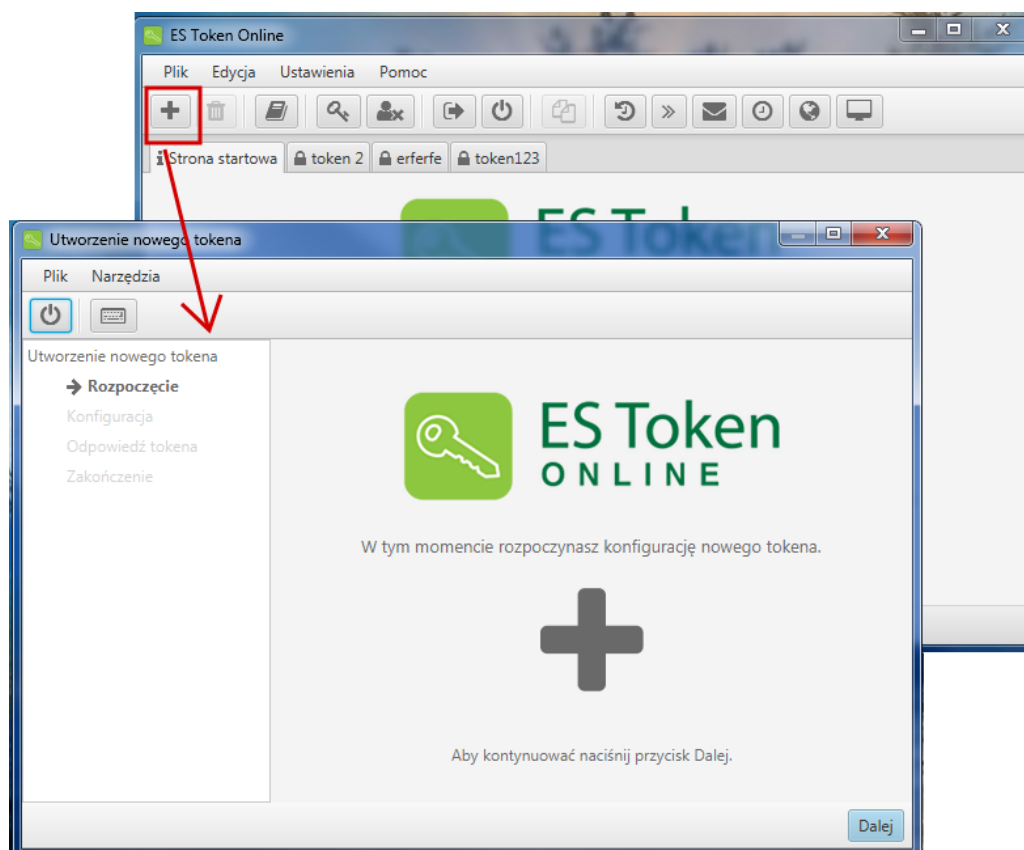 ES Token Online
Plik Edycja Ustawienia Pomoc
Strona startowa token 2 erferfe token123
ES Token
Utworzenie nowego tokena
Plik Narzędzia
Utworzenie nowego tokena
Rozpoczęcie
Konfiguracja
Odpowiedź tokena
Zakończenie
ES Token
ONLINE
W tym momencie rozpoczynasz konfigurację nowego tokena.
Aby kontynuować naciśnij przycisk Dalej.
Dalej